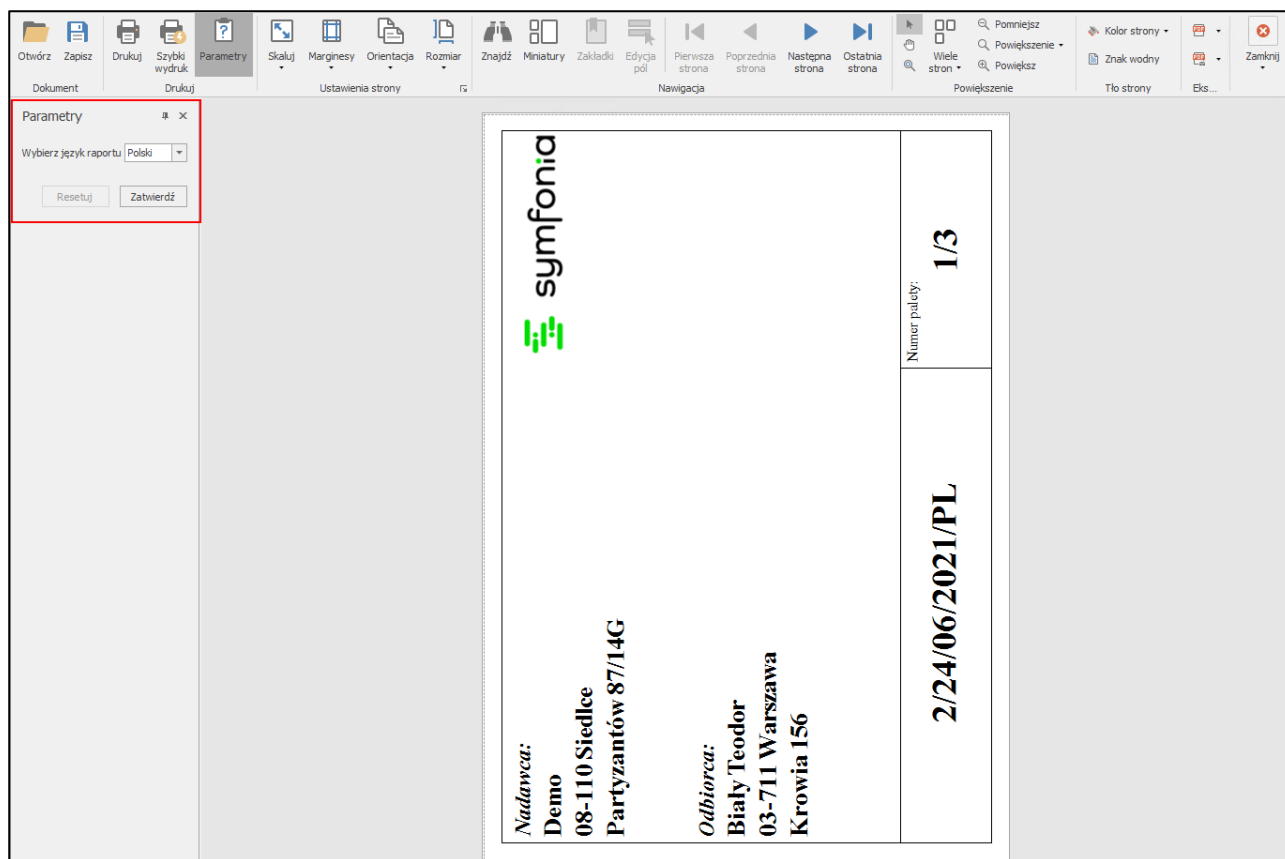 Otwórz
Zapisz
Drukuj
Szybki
wydruk
Parametry
Skaluj
Marginesy
Orientacja
Rozmiar
Znajdź
Miniatury
Zakładki
Edycja
pól
Pierwsza
strona
Poprzednia
strona
Następna
strona
Ostatnia
strona
Wiele
stron
Pomniejsz
Powiększenie
Powiększ
Kolor strony
Znak wodny
Zamknij
Dokument
Drukuj
Ustawienia strony
Nawigacja
Powiększenie
Tło strony
Eks...
Parametry
Wybierz język raportu Polski
Resetuj
Zatwierdź
symfonia
Nadawca:
Demo
08-110 Siedlce
Partyzantów 87/14G
Odbiorca:
Biały Teodor
03-711 Warszawa
Krowia 156
2/24/06/2021/PL
Numer palety:
1/3